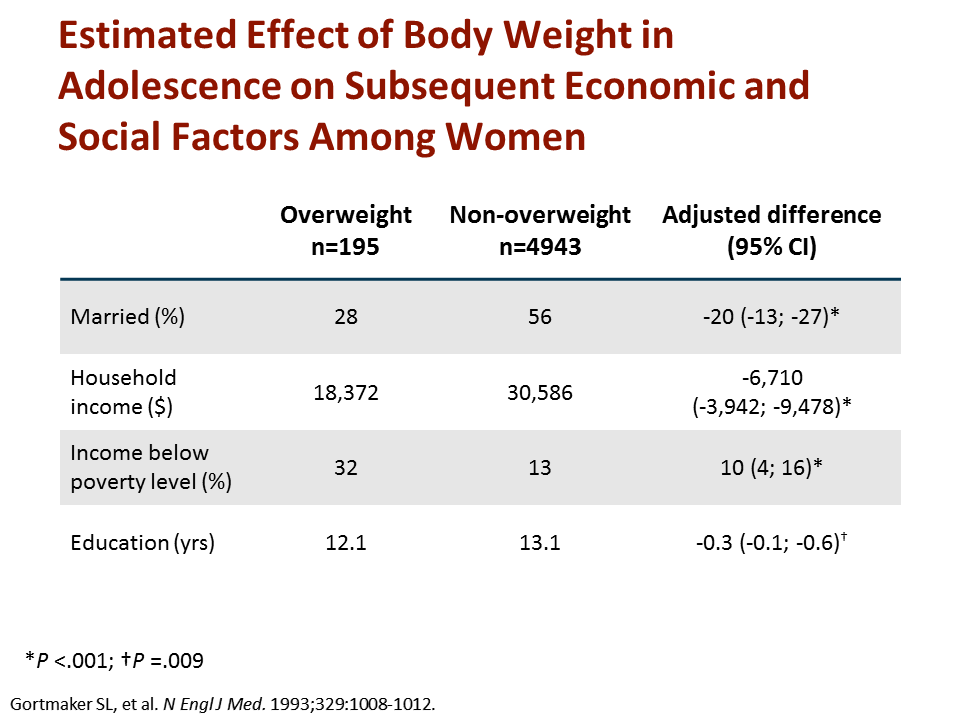 Estimated Effect of Body Weight in
Adolescence on Subsequent Economic and
Social Factors Among Women
Overweight n=195 Non-overweight n=4943 Adjusted difference (95% CI)
Married (%) 28 56 -20 (-13; -27)*
Household income ($) 18,372 30,586 -6,710 (-3,942; -9,478)*
Income below poverty level (%) 32 13 10 (4; 16)*
Education (yrs) 12.1 13.1 -0.3 (-0.1; -0.6)†
*P <.001; †P =.009
Gortmaker SL, et al. N Engl J Med. 1993;329:1008-1012.